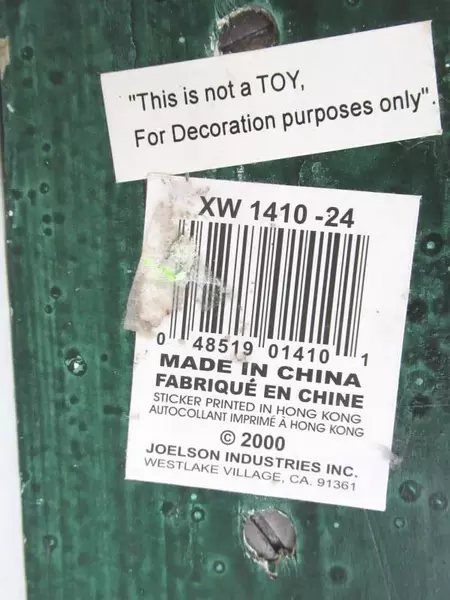 "This is not a TOY,
For Decoration purposes only".
XW 1410 -24
0 48519 01410 1
MADE IN CHINA
FABRIQUÉ EN CHINE
STICKER PRINTED IN HONG KONG
AUTOCOLLANT IMPRIMÉ À HONG KONG
© 2000
JOELSON INDUSTRIES INC.
WESTLAKE VILLAGE, CA. 91361